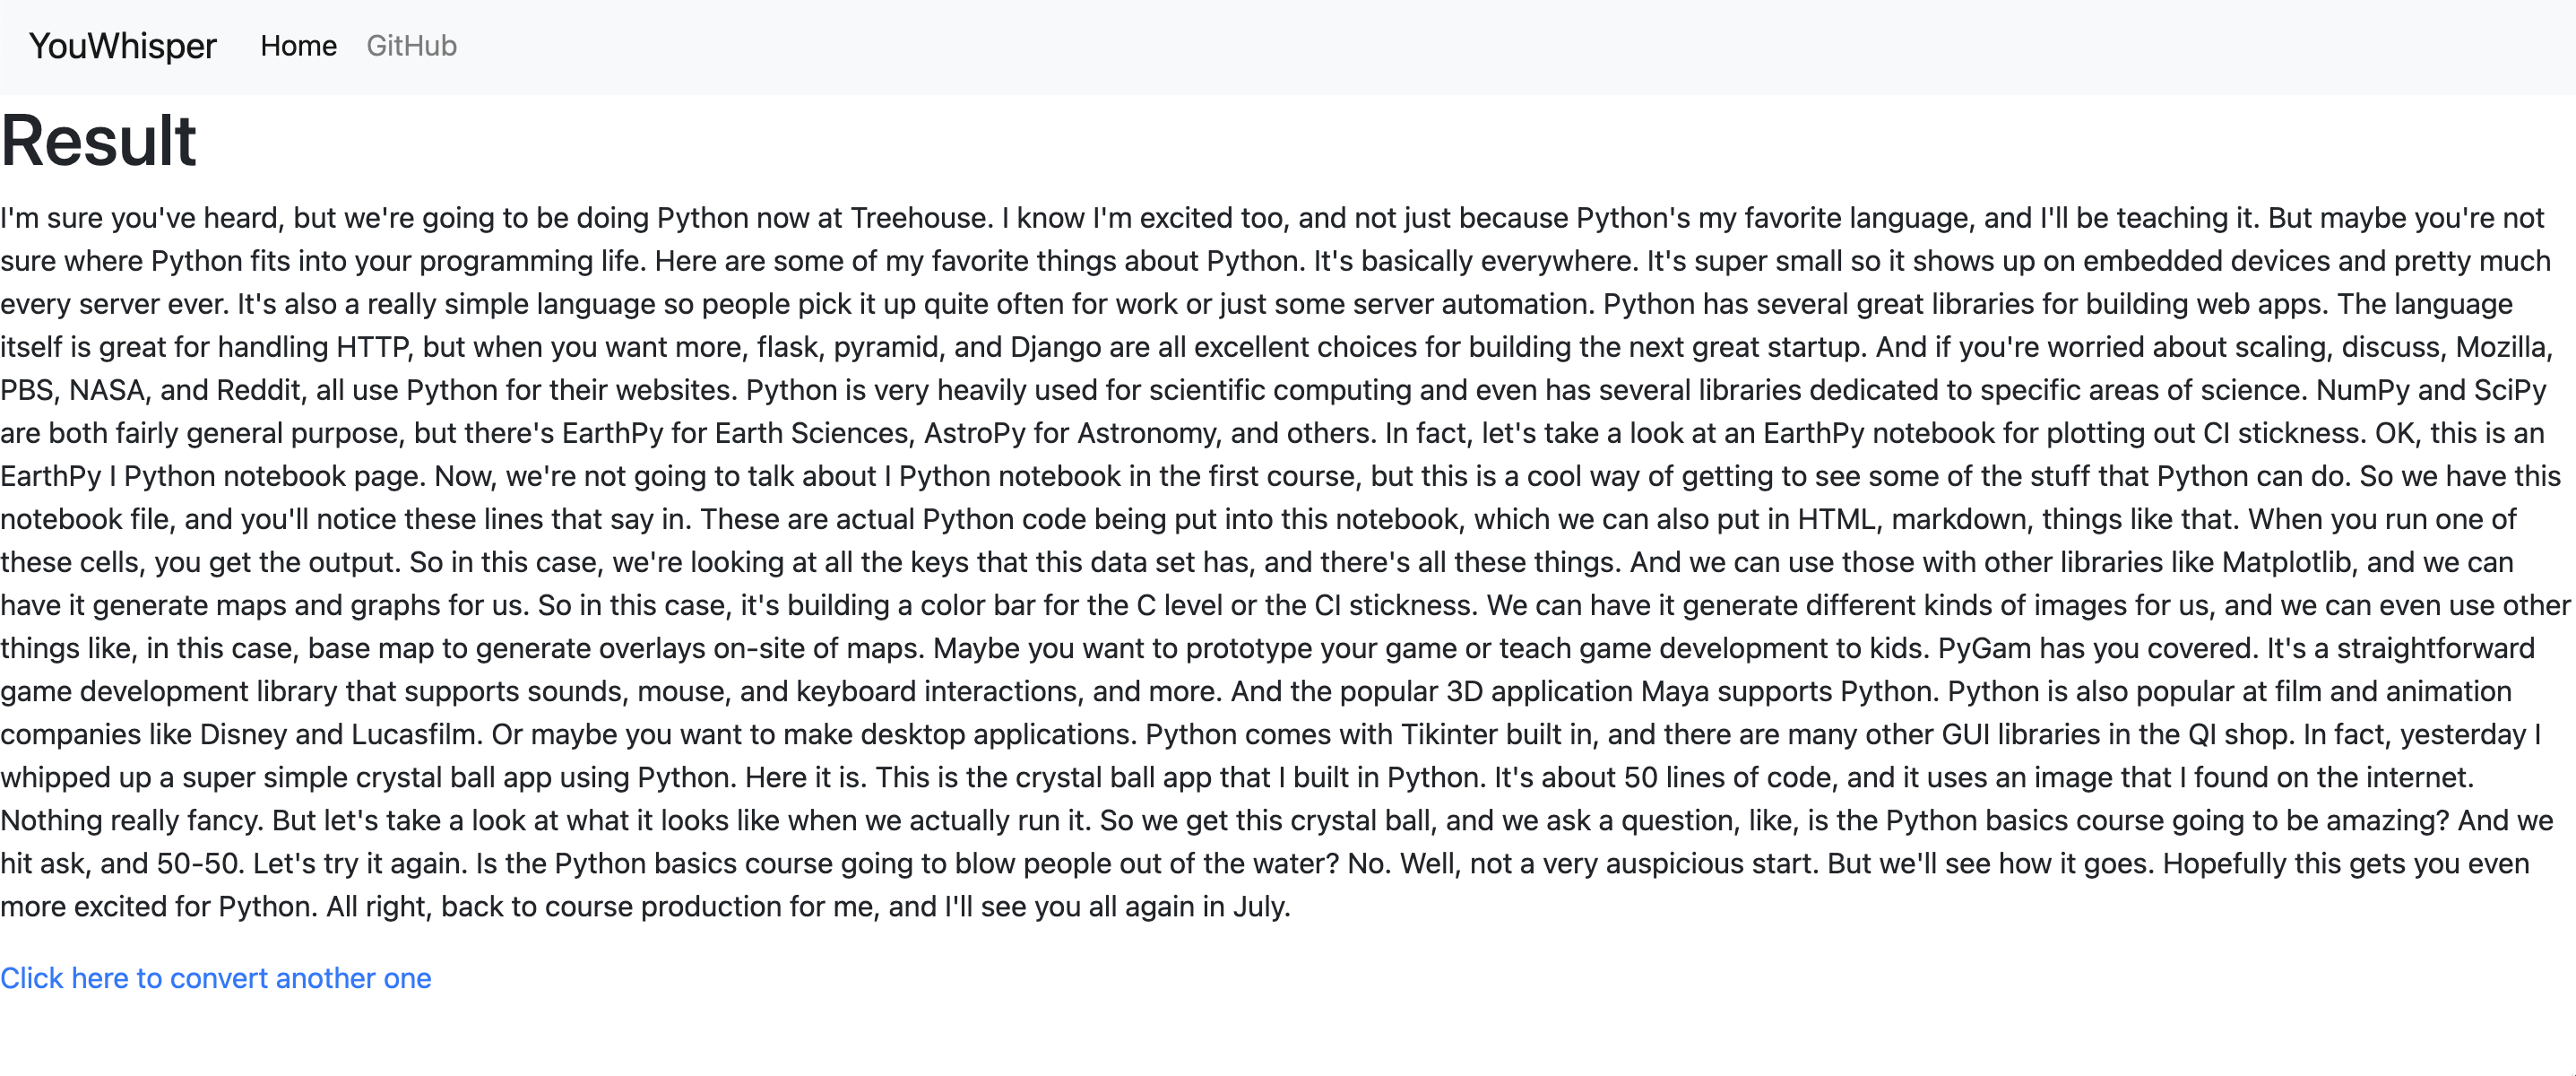 YouWhisper Home GitHub
Result
I'm sure you've heard, but we're going to be doing Python now at Treehouse. I know I'm excited too, and not just because Python's my favorite language, and I'll be teaching it. But maybe you're not
sure where Python fits into your programming life. Here are some of my favorite things about Python. It's basically everywhere. It's super small so it shows up on embedded devices and pretty much
every server ever. It's also a really simple language so people pick it up quite often for work or just some server automation. Python has several great libraries for building web apps. The language
itself is great for handling HTTP, but when you want more, flask, pyramid, and Django are all excellent choices for building the next great startup. And if you're worried about scaling, discuss, Mozilla,
PBS, NASA, and Reddit, all use Python for their websites. Python is very heavily used for scientific computing and even has several libraries dedicated to specific areas of science. NumPy and SciPy
are both fairly general purpose, but there's EarthPy for Earth Sciences, AstroPy for Astronomy, and others. In fact, let's take a look at an EarthPy notebook for plotting out CI stickness. OK, this is an
EarthPy I Python notebook page. Now, we're not going to talk about I Python notebook in the first course, but this is a cool way of getting to see some of the stuff that Python can do. So we have this
notebook file, and you'll notice these lines that say in. These are actual Python code being put into this notebook, which we can also put in HTML, markdown, things like that. When you run one of
these cells, you get the output. So in this case, we're looking at all the keys that this data set has, and there's all these things. And we can use those with other libraries like Matplotlib, and we can
have it generate maps and graphs for us. So in this case, it's building a color bar for the C level or the CI stickness. We can have it generate different kinds of images for us, and we can even use other
things like, in this case, base map to generate overlays on-site of maps. Maybe you want to prototype your game or teach game development to kids. PyGam has you covered. It's a straightforward
game development library that supports sounds, mouse, and keyboard interactions, and more. And the popular 3D application Maya supports Python. Python is also popular at film and animation
companies like Disney and Lucasfilm. Or maybe you want to make desktop applications. Python comes with Tikinter built in, and there are many other GUI libraries in the QI shop. In fact, yesterday I
whipped up a super simple crystal ball app using Python. Here it is. This is the crystal ball app that I built in Python. It's about 50 lines of code, and it uses an image that I found on the internet.
Nothing really fancy. But let's take a look at what it looks like when we actually run it. So we get this crystal ball, and we ask a question, like, is the Python basics course going to be amazing? And we
hit ask, and 50-50. Let's try it again. Is the Python basics course going to blow people out of the water? No. Well, not a very auspicious start. But we'll see how it goes. Hopefully this gets you even
more excited for Python. All right, back to course production for me, and I'll see you all again in July.
Click here to convert another one